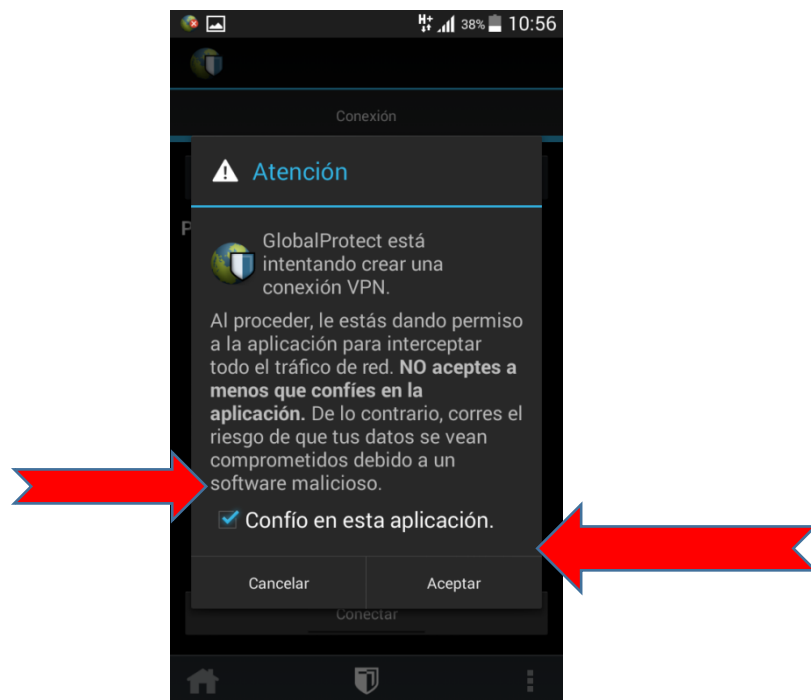 H+ 38% 10:56
Conexión
Atención
P
GlobalProtect está
intentando crear una
conexión VPN.
Al proceder, le estás dando permiso
a la aplicación para interceptar
todo el tráfico de red. NO aceptes a
menos que confíes en la
aplicación. De lo contrario, corres el
riesgo de que tus datos se vean
comprometidos debido a un
software malicioso.
Confío en esta aplicación.
Cancelar Aceptar
Conectar